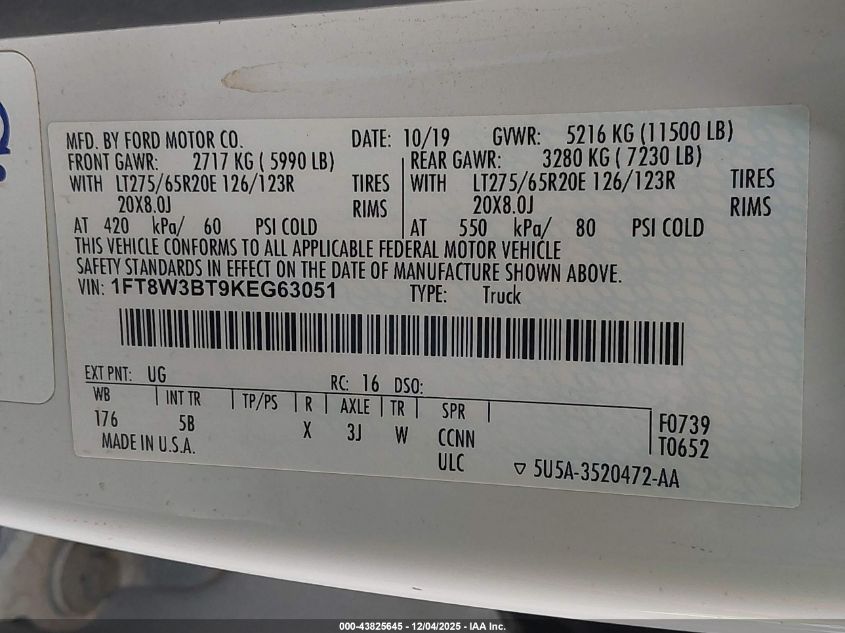 MFD. BY FORD MOTOR CO. DATE: 10/19 GVWR: 5216 KG (11500 LB)
FRONT GAWR: 2717 KG ( 5990 LB) REAR GAWR: 3280 KG ( 7230 LB)
WITH LT275/65R20E 126/123R TIRES WITH LT275/65R20E 126/123R TIRES
20X8.0J RIMS 20X8.0J RIMS
AT 420 kPa/ 60 PSI COLD AT 550 kPa/ 80 PSI COLD
THIS VEHICLE CONFORMS TO ALL APPLICABLE FEDERAL MOTOR VEHICLE
SAFETY STANDARDS IN EFFECT ON THE DATE OF MANUFACTURE SHOWN ABOVE.
VIN: 1FT8W3BT9KEG63051 TYPE: Truck
EXT PNT: UG RC: 16 DSO:
WB INT TR TP/PS R AXLE TR SPR
176 5B X 3J W CCNN F0739
MADE IN U.S.A. ULC T0652
5U5A-3520472-AA
000-43825645 - 12/04/2025 - IAA Inc.